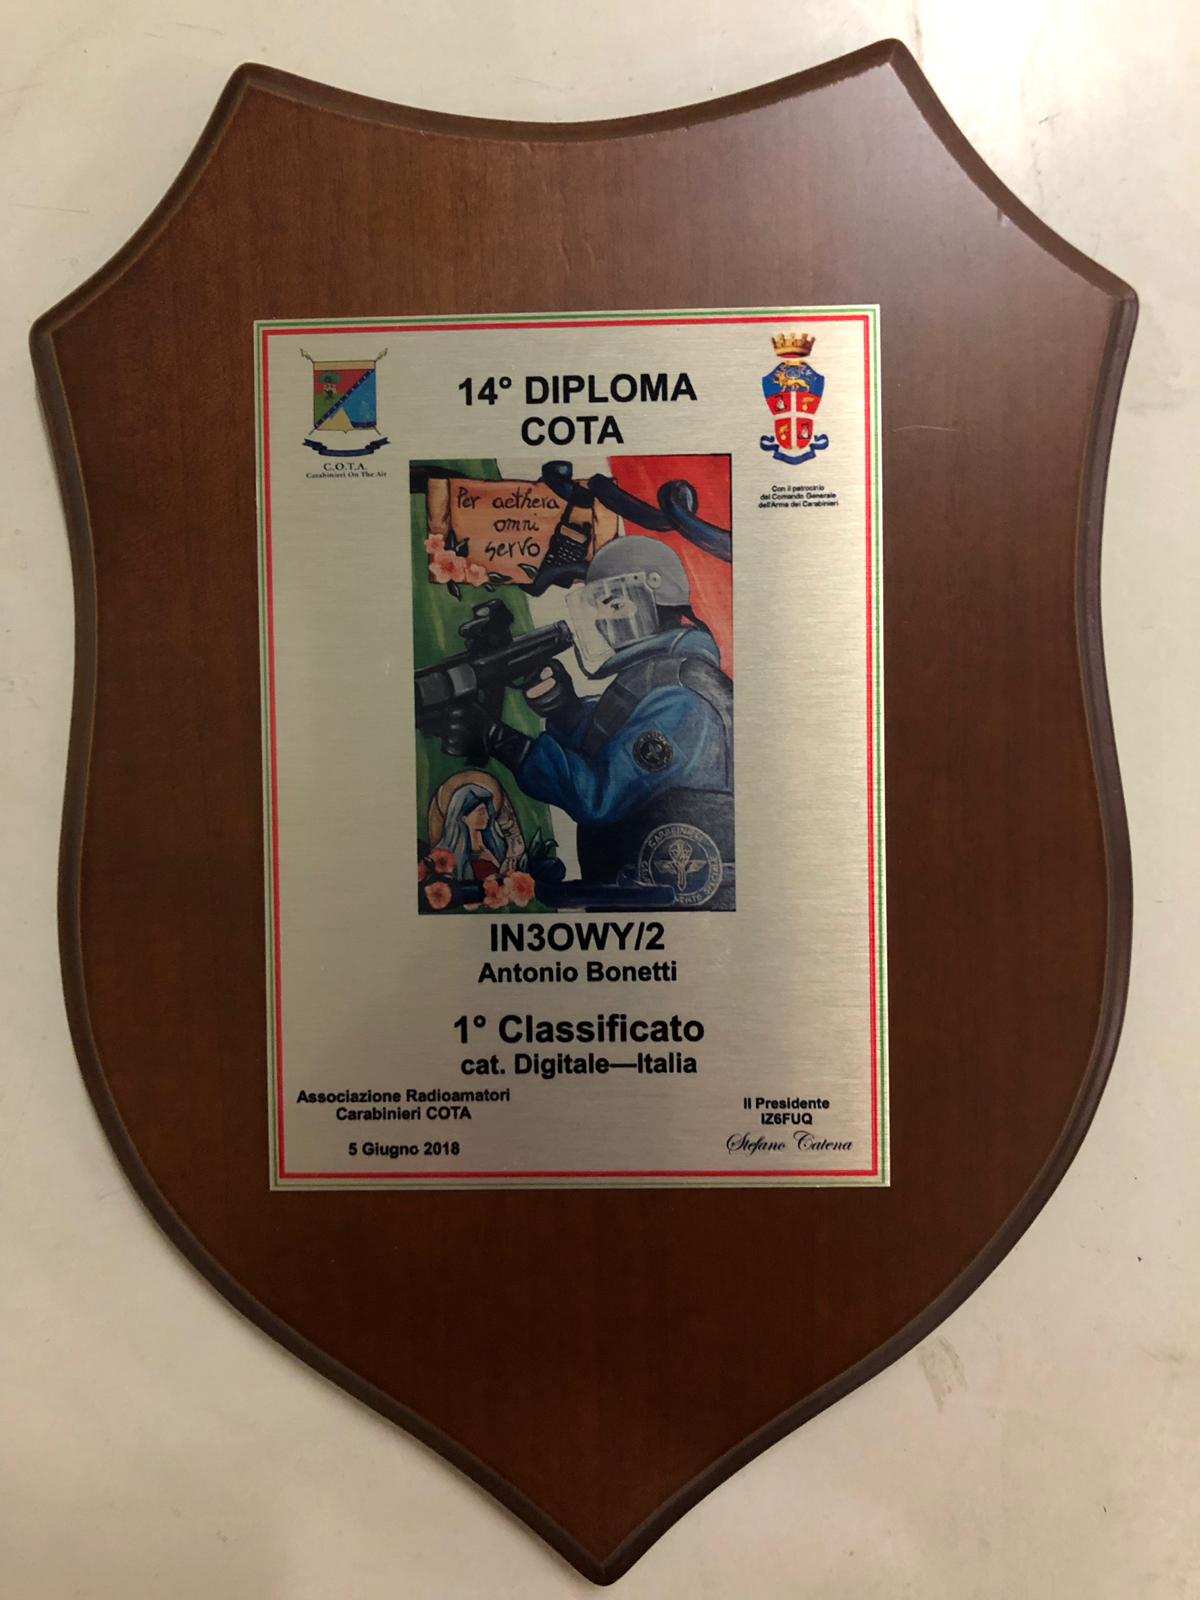 14° DIPLOMA
COTA
C.O.T.A.
Carabinieri On The Air
Con il patrocinio
del Comando Generale
dell'Arma dei Carabinieri
Per aethera
omni
servo
CARABINIERI
IN3OWY/2
Antonio Bonetti
1° Classificato
cat. Digitale—Italia
Associazione Radioamatori
Carabinieri COTA
5 Giugno 2018
Il Presidente
IZ6FUQ
Stefano Catena